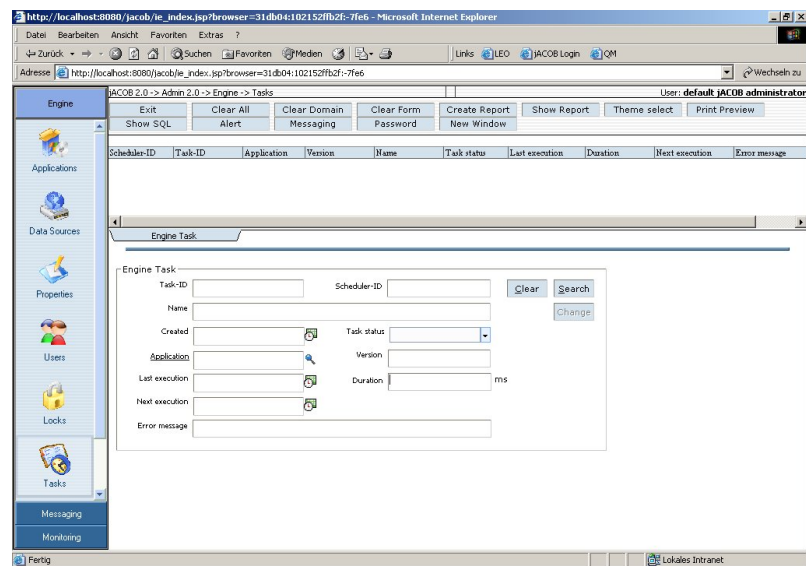 http://localhost:8080/jacob/ie_index.jsp?browser=31db04:102152ffb2f:-7fe6 - Microsoft Internet Explorer
Datei Bearbeiten Ansicht Favoriten Extras ?
Zurück Suchen Favoriten Medien Links LEO jACOB Login QM
Adresse http://localhost:8080/jacob/ie_index.jsp?browser=31db04:102152ffb2f:-7fe6 Wechseln zu
Engine
jACOB 2.0 -> Admin 2.0 -> Engine -> Tasks User: default jACOB administrator
Exit Clear All Clear Domain Clear Form Create Report Show Report Theme select Print Preview
Show SQL Alert Messaging Password New Window
Scheduler-ID Task-ID Application Version Name Task status Last execution Duration Next execution Error message
Applications
Data Sources
Properties
Users
Locks
Tasks
Messaging
Monitoring
Engine Task
Engine Task
Task-ID Scheduler-ID Clear Search
Name Change
Created Task status
Application Version
Last execution Duration ms
Next execution
Error message
Fertig Lokales Intranet